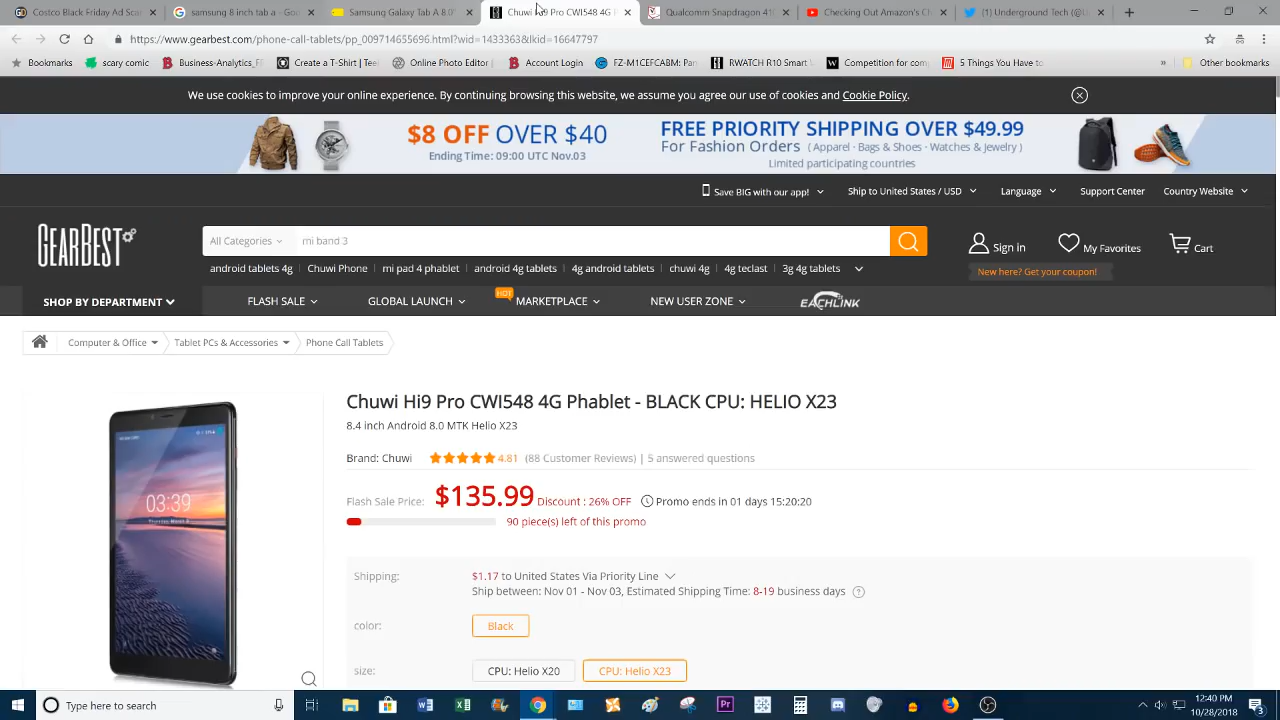 Costco Black Friday Ad Scan
samsung 8 inch tab a - Goo
Samsung Galaxy Tab A 8.0"
Chuwi Hi9 Pro CWI548 4G P
Qualcomm Snapdragon 41
Checking Out Amazon's Ch
(1) Underground Tech (@U
https://www.gearbest.com/phone-call-tablets/pp_009714655696.html?wid=1433363&lkid=16647797
Bookmarks
scary comic
Business-Analytics_F
Create a T-Shirt | Tee
Online Photo Editor |
Account Login
FZ-M1CEFCABM: Pan
RWATCH R10 Smart
Competition for com
5 Things You Have to
»
Other Bookmarks
We use cookies to improve your online experience. By continuing browsing this website, we assume you agree our use of cookies and Cookie Policy.
$8 OFF OVER $40
Ending Time: 09:00 UTC Nov.03
FREE PRIORITY SHIPPING OVER $49.99
For Fashion Orders ( Apparel · Bags & Shoes · Watches & Jewelry )
Limited participating countries
Save BIG with our app!
Ship to United States / USD
Language
Support Center
Country Website
GEARBEST
All Categories
mi band 3
Sign in
My Favorites
Cart
android tablets 4g
Chuwi Phone
mi pad 4 phablet
android 4g tablets
4g android tablets
chuwi 4g
4g teclast
3g 4g tablets
New here? Get your coupon!
SHOP BY DEPARTMENT
FLASH SALE
GLOBAL LAUNCH
HOT
MARKETPLACE
NEW USER ZONE
EACHLINK
Computer & Office
Tablet PCs & Accessories
Phone Call Tablets
Chuwi Hi9 Pro CWI548 4G Phablet - BLACK CPU: HELIO X23
8.4 inch Android 8.0 MTK Helio X23
Brand: Chuwi
4.81 (88 Customer Reviews) | 5 answered questions
Flash Sale Price: $135.99 Discount : 26% OFF Promo ends in 01 days 15:20:20
90 piece(s) left of this promo
03:39
Shipping: $1.17 to United States Via Priority Line
Ship between: Nov 01 - Nov 03, Estimated Shipping Time: 8-19 business days ?
color: Black
size: CPU: Helio X20 CPU: Helio X23
Type here to search
Pr
12:40 PM
10/28/2018
3